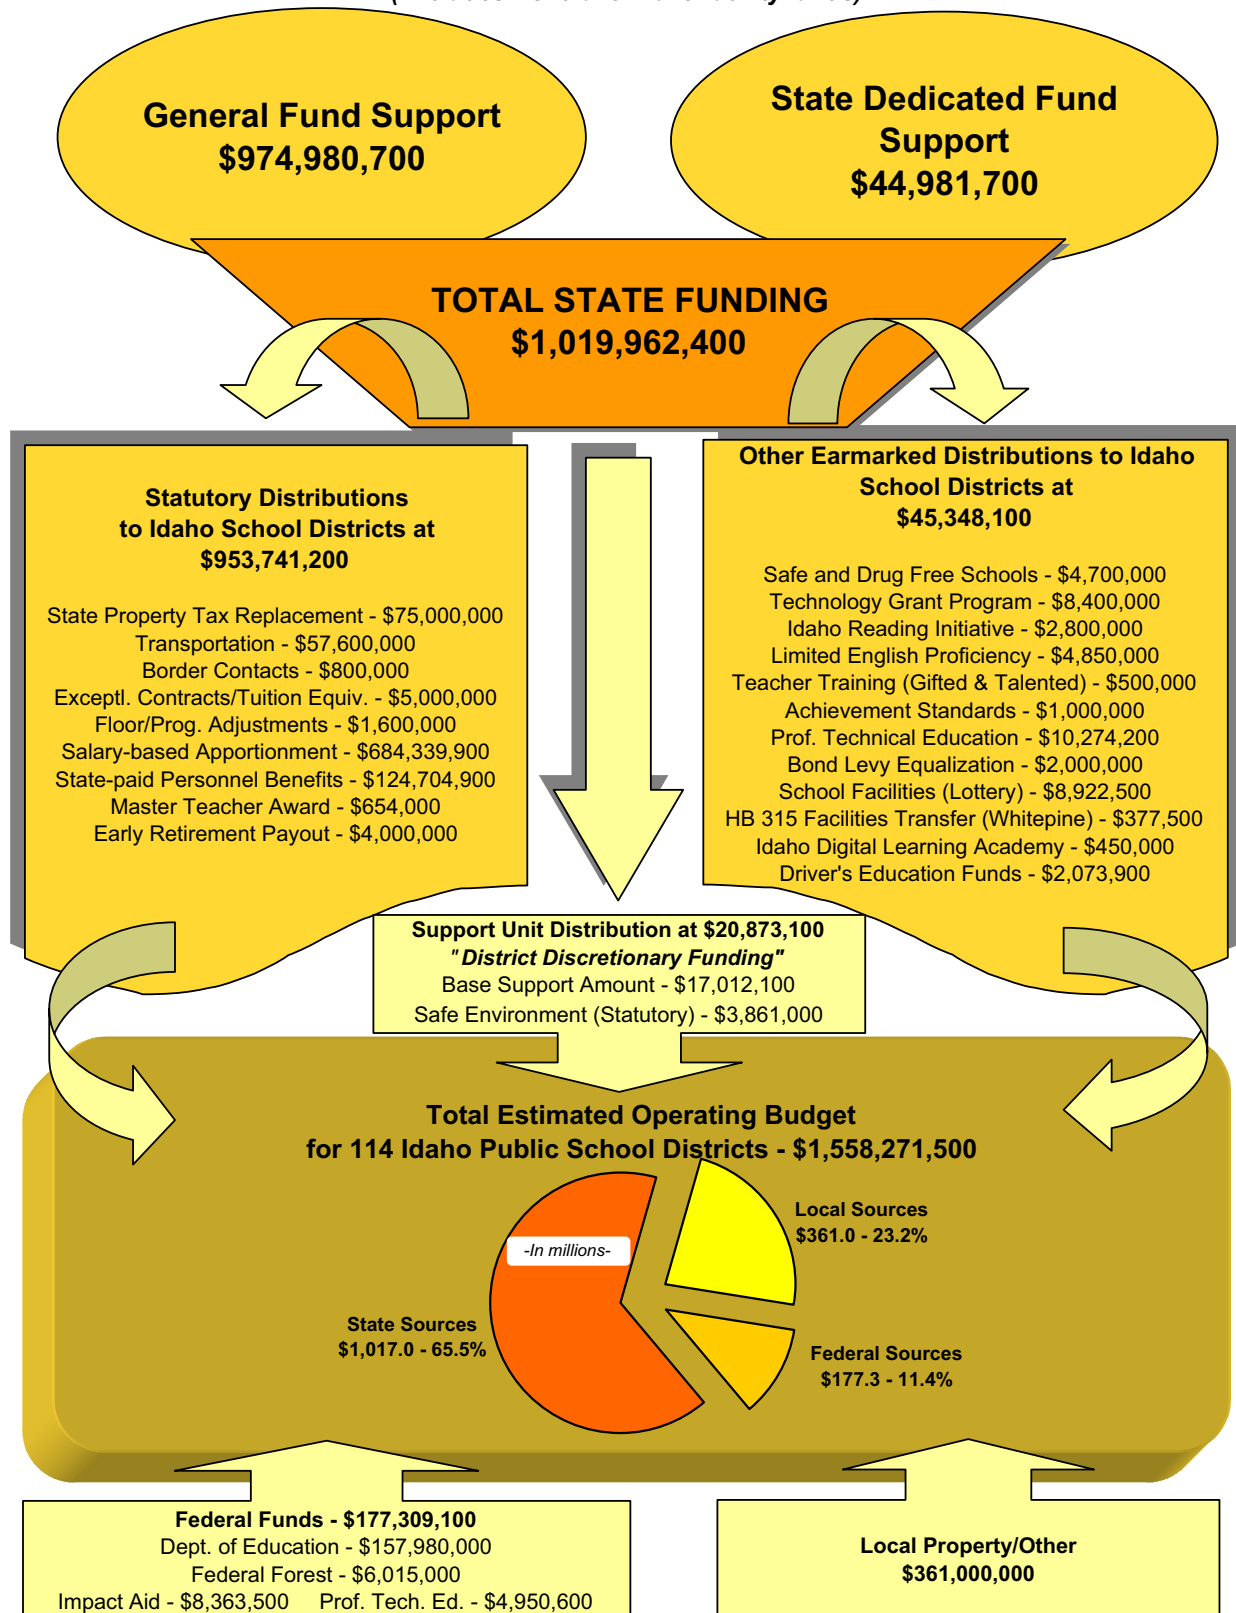 General Fund Support
$974,980,700
State Dedicated Fund
Support
$44,981,700
TOTAL STATE FUNDING
$1,019,962,400
Statutory Distributions
to Idaho School Districts at
$953,741,200
State Property Tax Replacement - $75,000,000
Transportation - $57,600,000
Border Contacts - $800,000
Exceptl. Contracts/Tuition Equiv. - $5,000,000
Floor/Prog. Adjustments - $1,600,000
Salary-based Apportionment - $684,339,900
State-paid Personnel Benefits - $124,704,900
Master Teacher Award - $654,000
Early Retirement Payout - $4,000,000
Other Earmarked Distributions to Idaho
School Districts at
$45,348,100
Safe and Drug Free Schools - $4,700,000
Technology Grant Program - $8,400,000
Idaho Reading Initiative - $2,800,000
Limited English Proficiency - $4,850,000
Teacher Training (Gifted & Talented) - $500,000
Achievement Standards - $1,000,000
Prof. Technical Education - $10,274,200
Bond Levy Equalization - $2,000,000
School Facilities (Lottery) - $8,922,500
HB 315 Facilities Transfer (Whitepine) - $377,500
Idaho Digital Learning Academy - $450,000
Driver's Education Funds - $2,073,900
Support Unit Distribution at $20,873,100
"District Discretionary Funding"
Base Support Amount - $17,012,100
Safe Environment (Statutory) - $3,861,000
Total Estimated Operating Budget
for 114 Idaho Public School Districts - $1,558,271,500
-In millions-
Local Sources
$361.0 - 23.2%
State Sources
$1,017.0 - 65.5%
Federal Sources
$177.3 - 11.4%
Federal Funds - $177,309,100
Dept. of Education - $157,980,000
Federal Forest - $6,015,000
Impact Aid - $8,363,500 Prof. Tech. Ed. - $4,950,600
Local Property/Other
$361,000,000